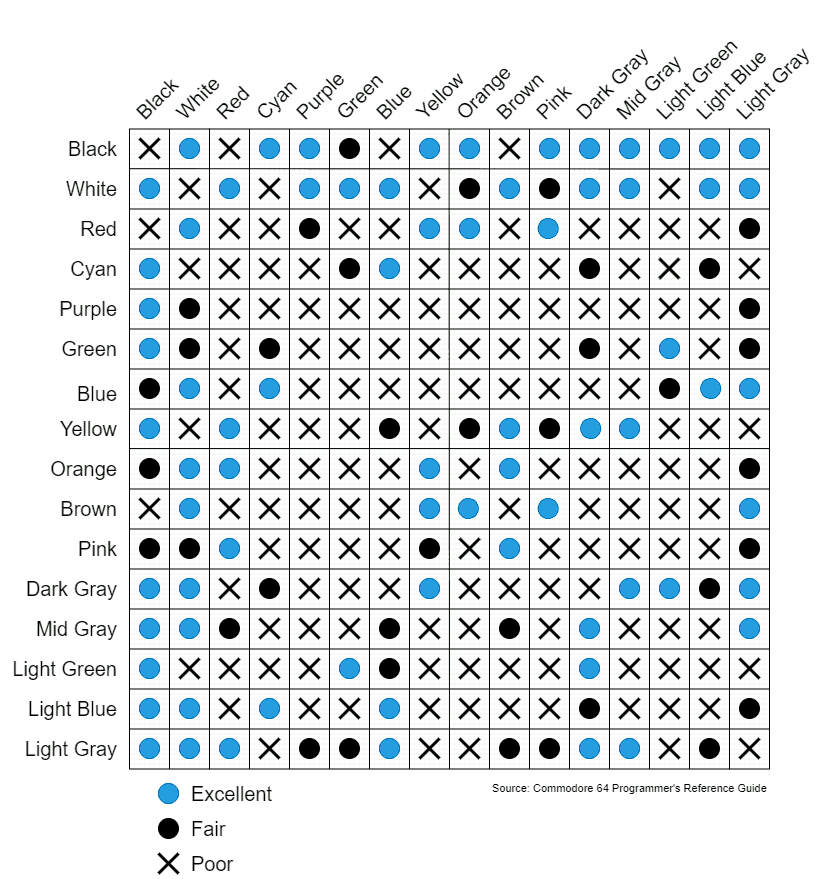 Black
White
Red
Cyan
Purple
Green
Blue
Yellow
Orange
Brown
Pink
Dark Gray
Mid Gray
Light Green
Light Blue
Light Gray
Black
White
Red
Cyan
Purple
Green
Blue
Yellow
Orange
Brown
Pink
Dark Gray
Mid Gray
Light Green
Light Blue
Light Gray
Source: Commodore 64 Programmer's Reference Guide
Excellent
Fair
Poor